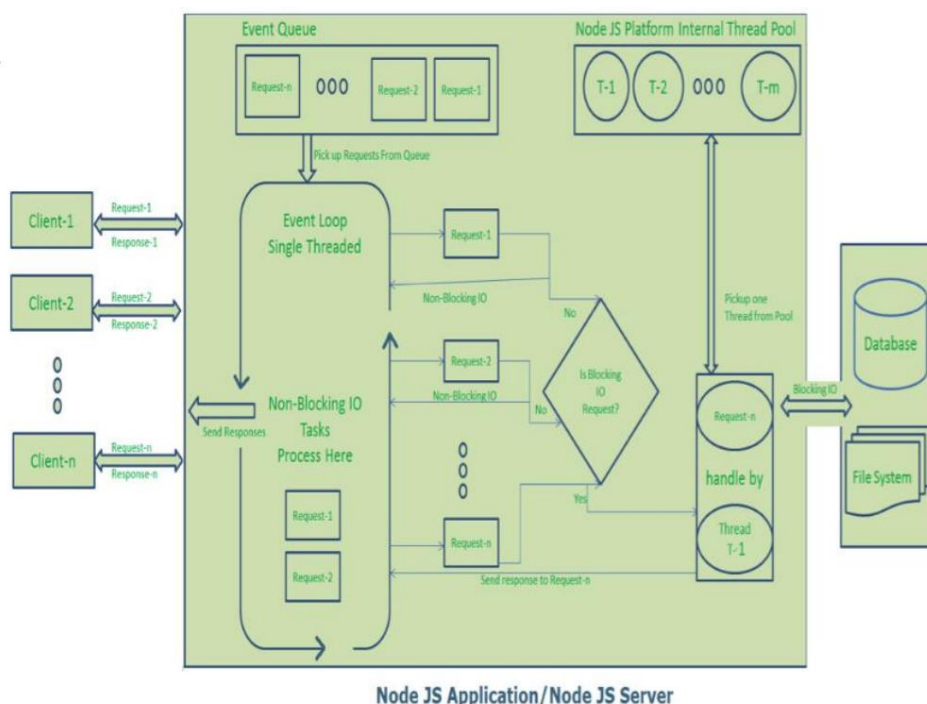 Event Queue
Node JS Platform Internal Thread Pool
Request-n
Request-2
Request-1
T-1
T-2
T-m
Pick up Requests From Queue
Client-1
Request-1
Response-1
Event Loop
Single Threaded
Request-1
Non-Blocking IO
No
Pickup one
Thread from Pool
Client-2
Request-2
Response-2
Database
Request-2
Non-Blocking IO
No
Is Blocking
IO
Request?
Blocking IO
Send Responses
Non-Blocking IO
Tasks
Process Here
Request-n
handle by
Thread
T-1
Client-n
Request-n
Response-n
File System
Yes
Request-1
Request-2
Request-n
Send response to Request-n
Node JS Application/Node JS Server